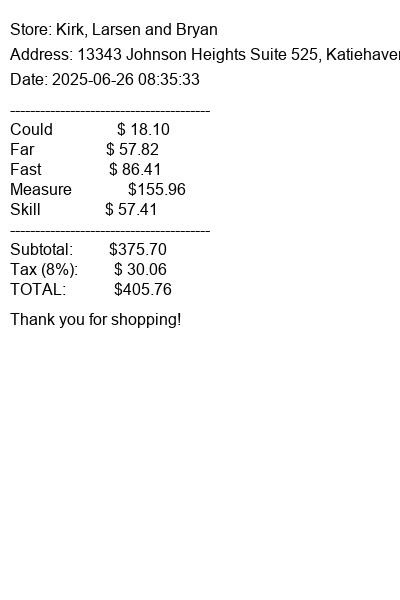 Store: Kirk, Larsen and Bryan
Address: 13343 Johnson Heights Suite 525, Katiehaven
Date: 2025-06-26 08:35:33
----------------------------------------
Could $ 18.10
Far $ 57.82
Fast $ 86.41
Measure $155.96
Skill $ 57.41
----------------------------------------
Subtotal: $375.70
Tax (8%): $ 30.06
TOTAL: $405.76
Thank you for shopping!